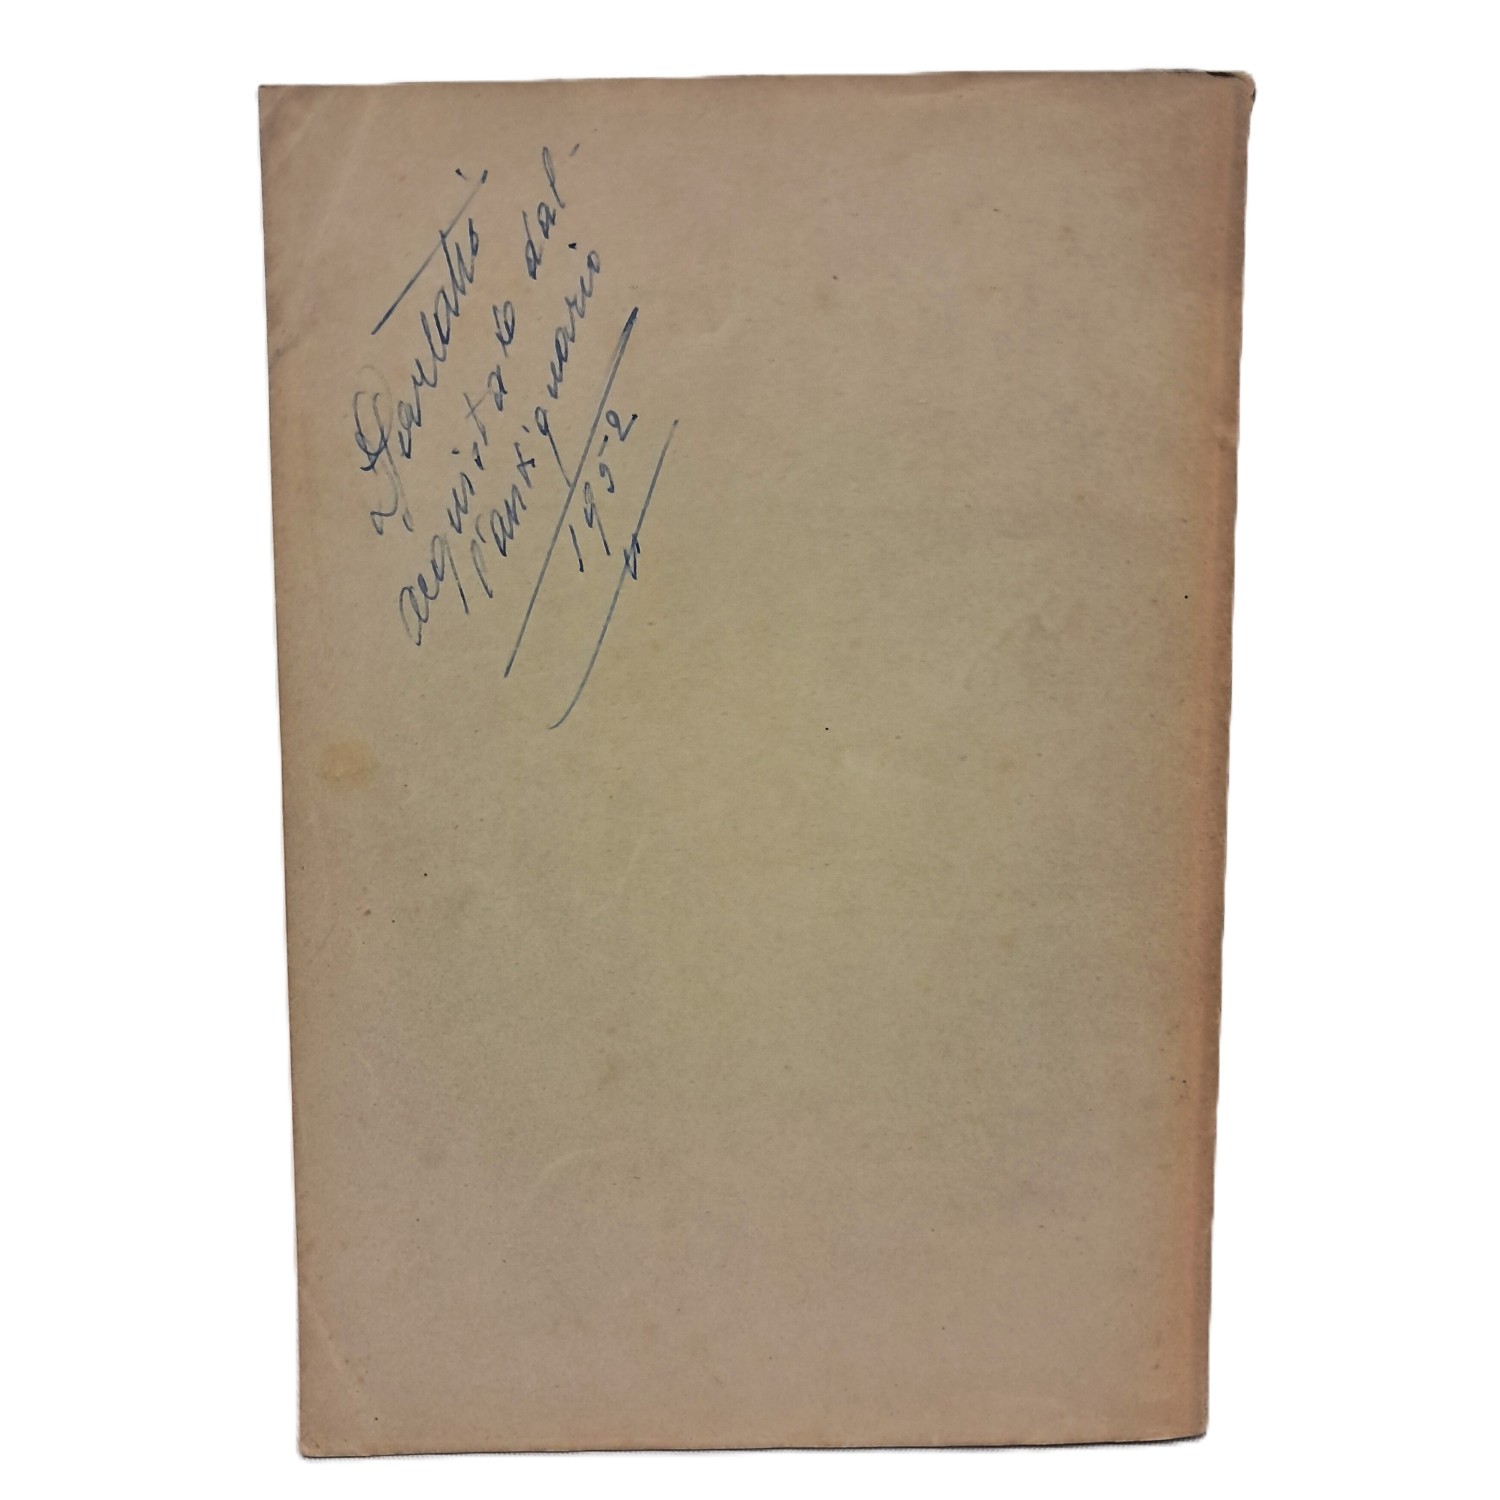 acquistato dal-
l'antiquario
1952